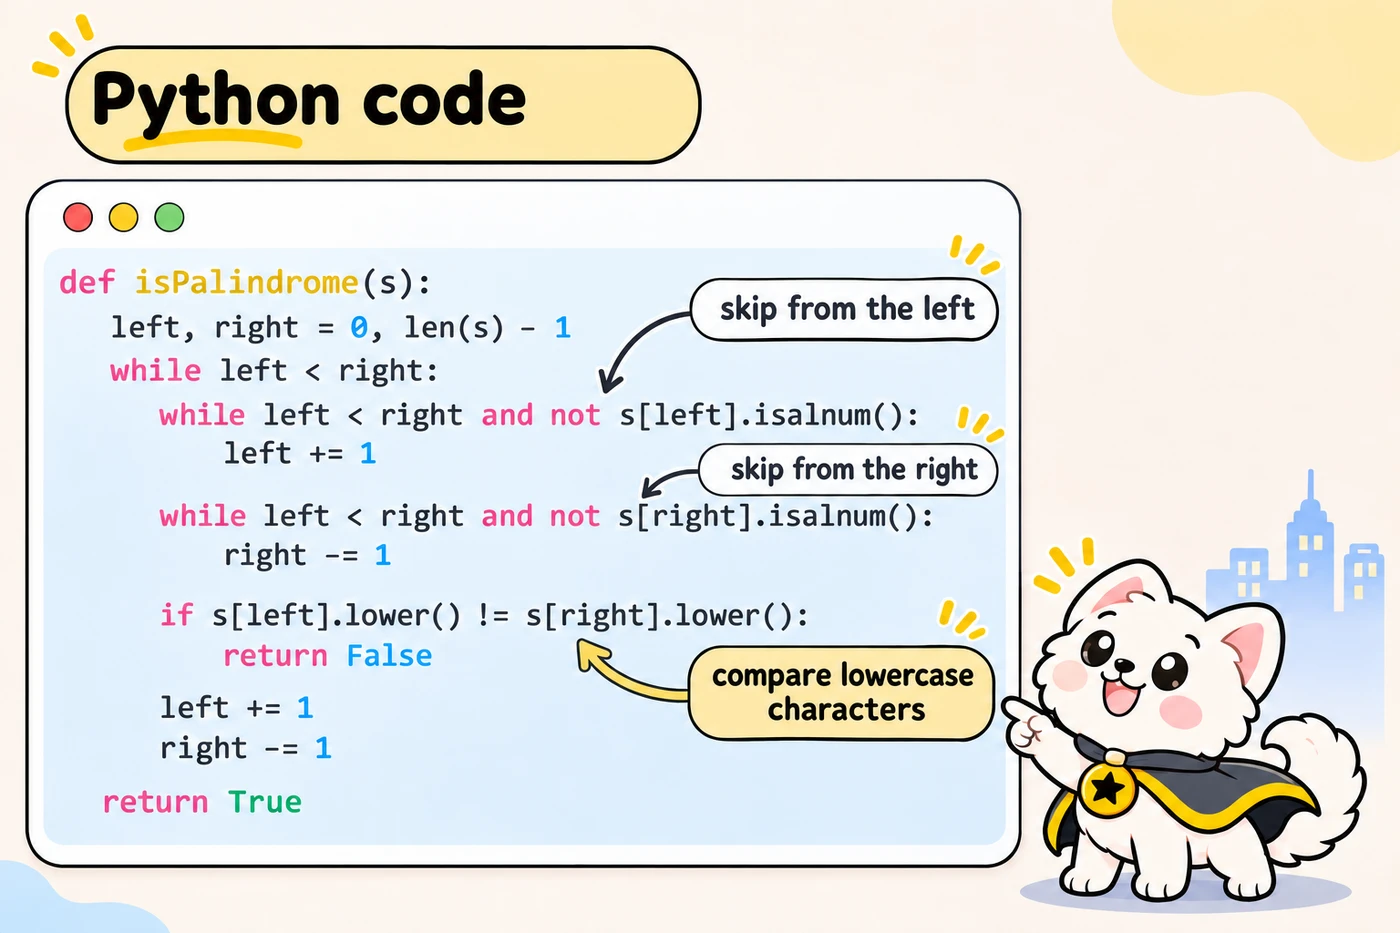 Python code
def isPalindrome(s):
left, right = 0, len(s) – 1
while left < right:
while left < right and not s[left].isalnum():
left += 1
while left < right and not s[right].isalnum():
right –= 1
if s[left].lower() != s[right].lower():
return False
left += 1
right –= 1
return True
skip from the left
skip from the right
compare lowercase
characters